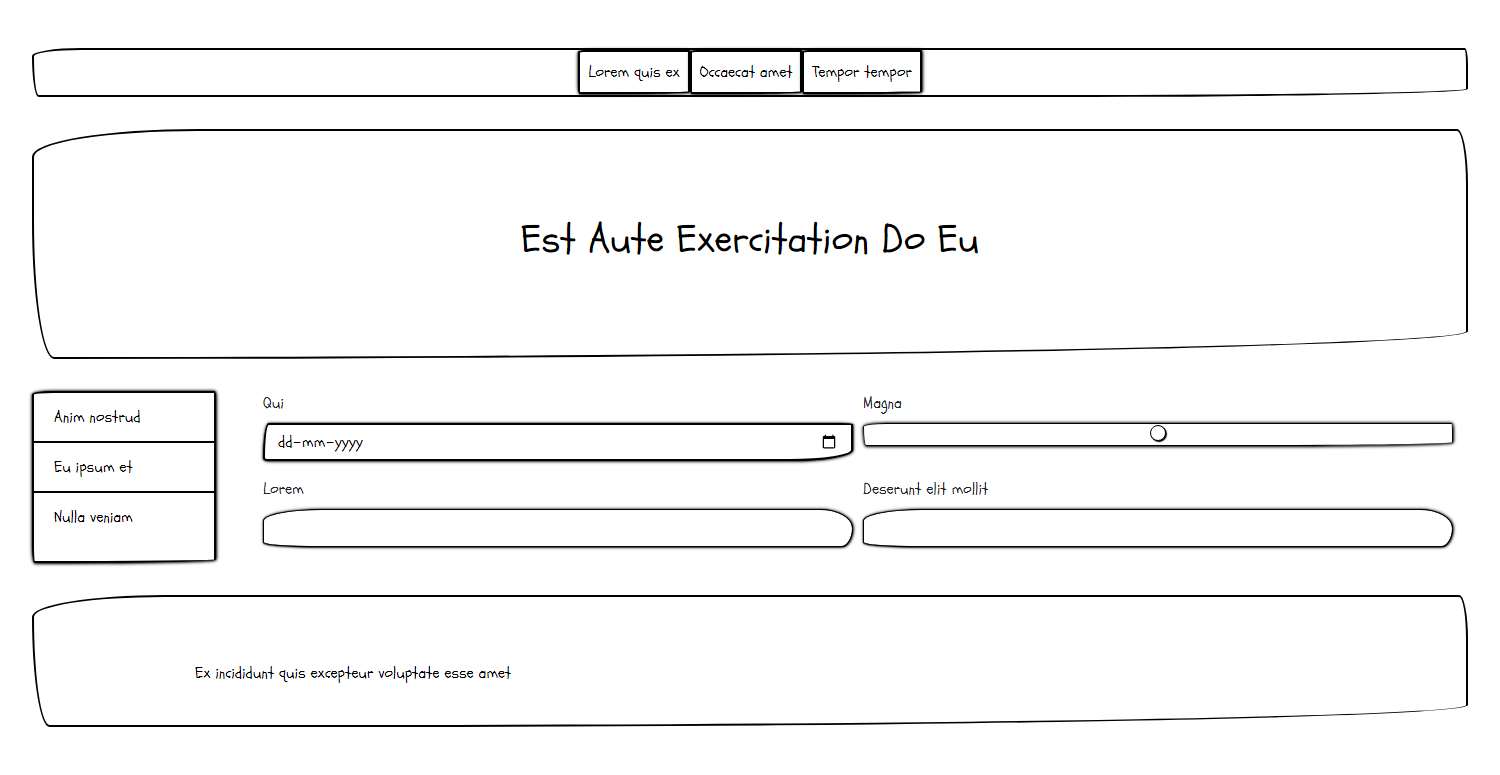 Lorem quis ex Occaecat amet Tempor tempor
Est Aute Exercitation Do Eu
Anim nostrud
Eu ipsum et
Nulla veniam
Qui
dd-mm-yyyy
Magna
Lorem
Deserunt elit mollit
Ex incididunt quis excepteur voluptate esse amet